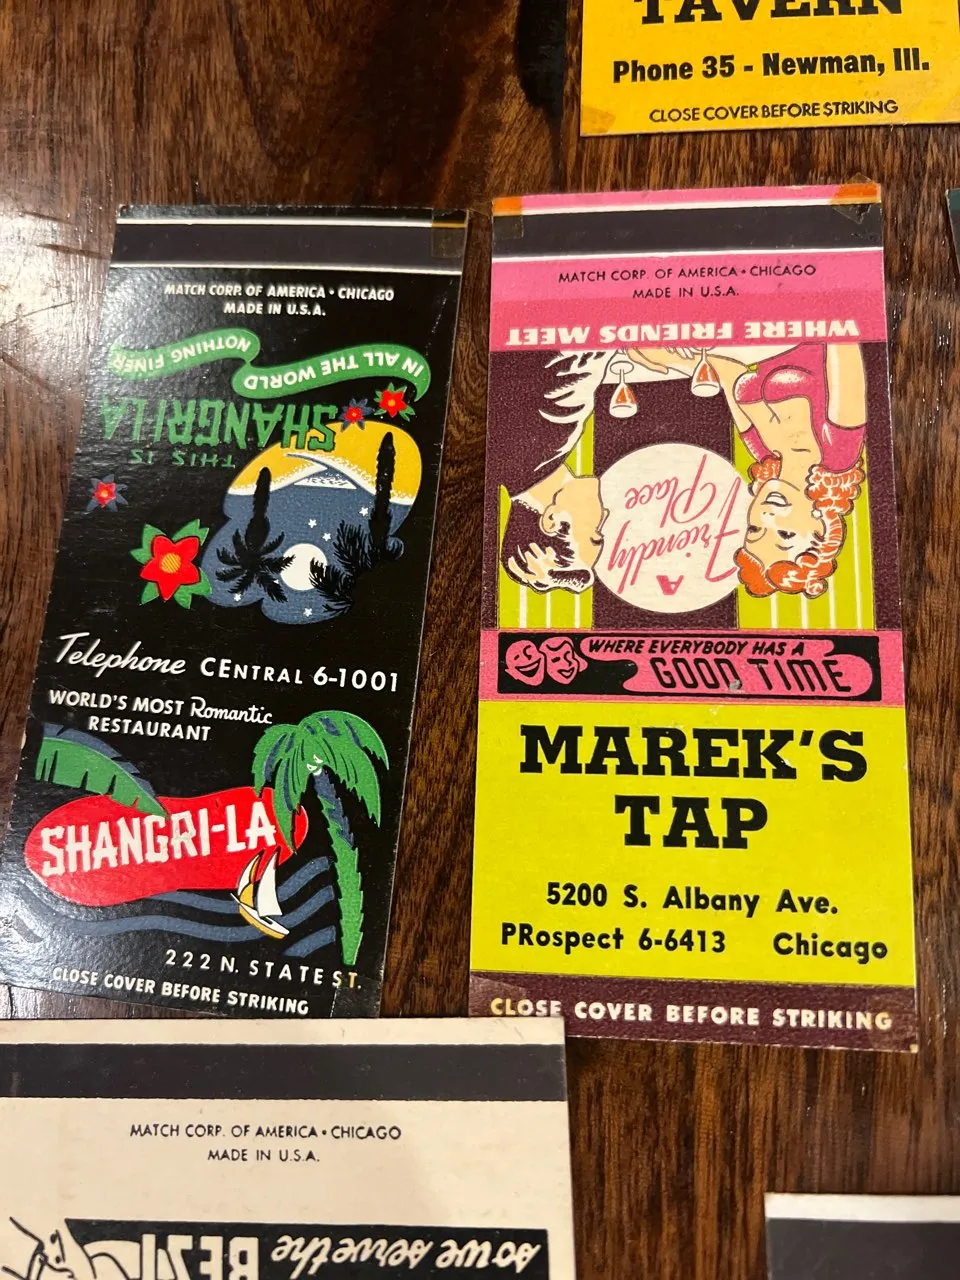 TAVERN
Phone 35 - Newman, Ill.
CLOSE COVER BEFORE STRIKING
MATCH CORP. OF AMERICA • CHICAGO
MADE IN U.S.A.
IN ALL THE WORLD
NOTHING FINER
THIS IS
SHANGRI-LA
Telephone CEntral 6-1001
WORLD'S MOST Romantic
RESTAURANT
SHANGRI-LA
222 N. STATE ST.
CLOSE COVER BEFORE STRIKING
MATCH CORP. OF AMERICA • CHICAGO
MADE IN U.S.A.
WHERE FRIENDS MEET
A
Friendly
Place
WHERE EVERYBODY HAS A
GOOD TIME
MAREK'S
TAP
5200 S. Albany Ave.
PRospect 6-6413 Chicago
CLOSE COVER BEFORE STRIKING
MATCH CORP. OF AMERICA • CHICAGO
MADE IN U.S.A.
so we serve the